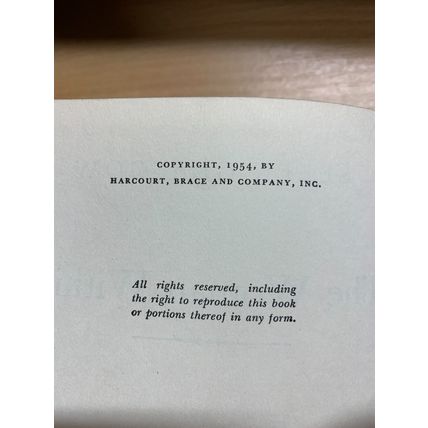 COPYRIGHT, 1954, BY
HARCOURT, BRACE AND COMPANY, INC.
All rights reserved, including
the right to reproduce this book
or portions thereof in any form.